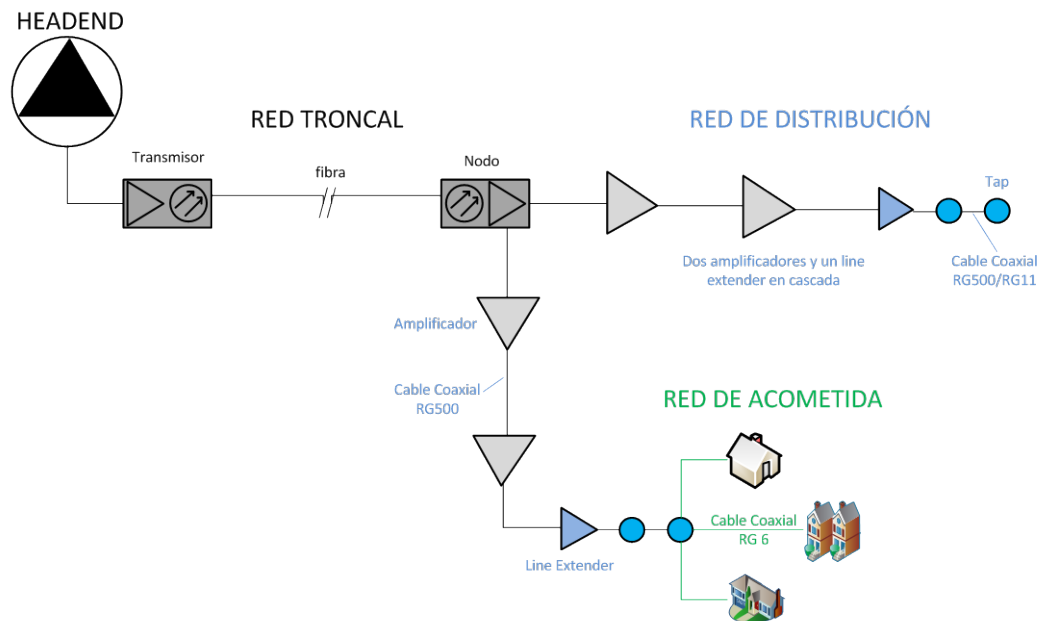 HEADEND
RED TRONCAL
RED DE DISTRIBUCIÓN
Transmisor
fibra
Nodo
Tap
Dos amplificadores y un line
extender en cascada
Cable Coaxial
RG500/RG11
Amplificador
Cable Coaxial
RG500
RED DE ACOMETIDA
Cable Coaxial
RG 6
Line Extender